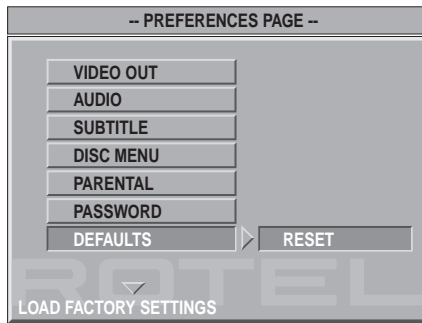 -- PREFERENCES PAGE --
VIDEO OUT
AUDIO
SUBTITLE
DISC MENU
PARENTAL
PASSWORD
DEFAULTS RESET
ROTEL
LOAD FACTORY SETTINGS